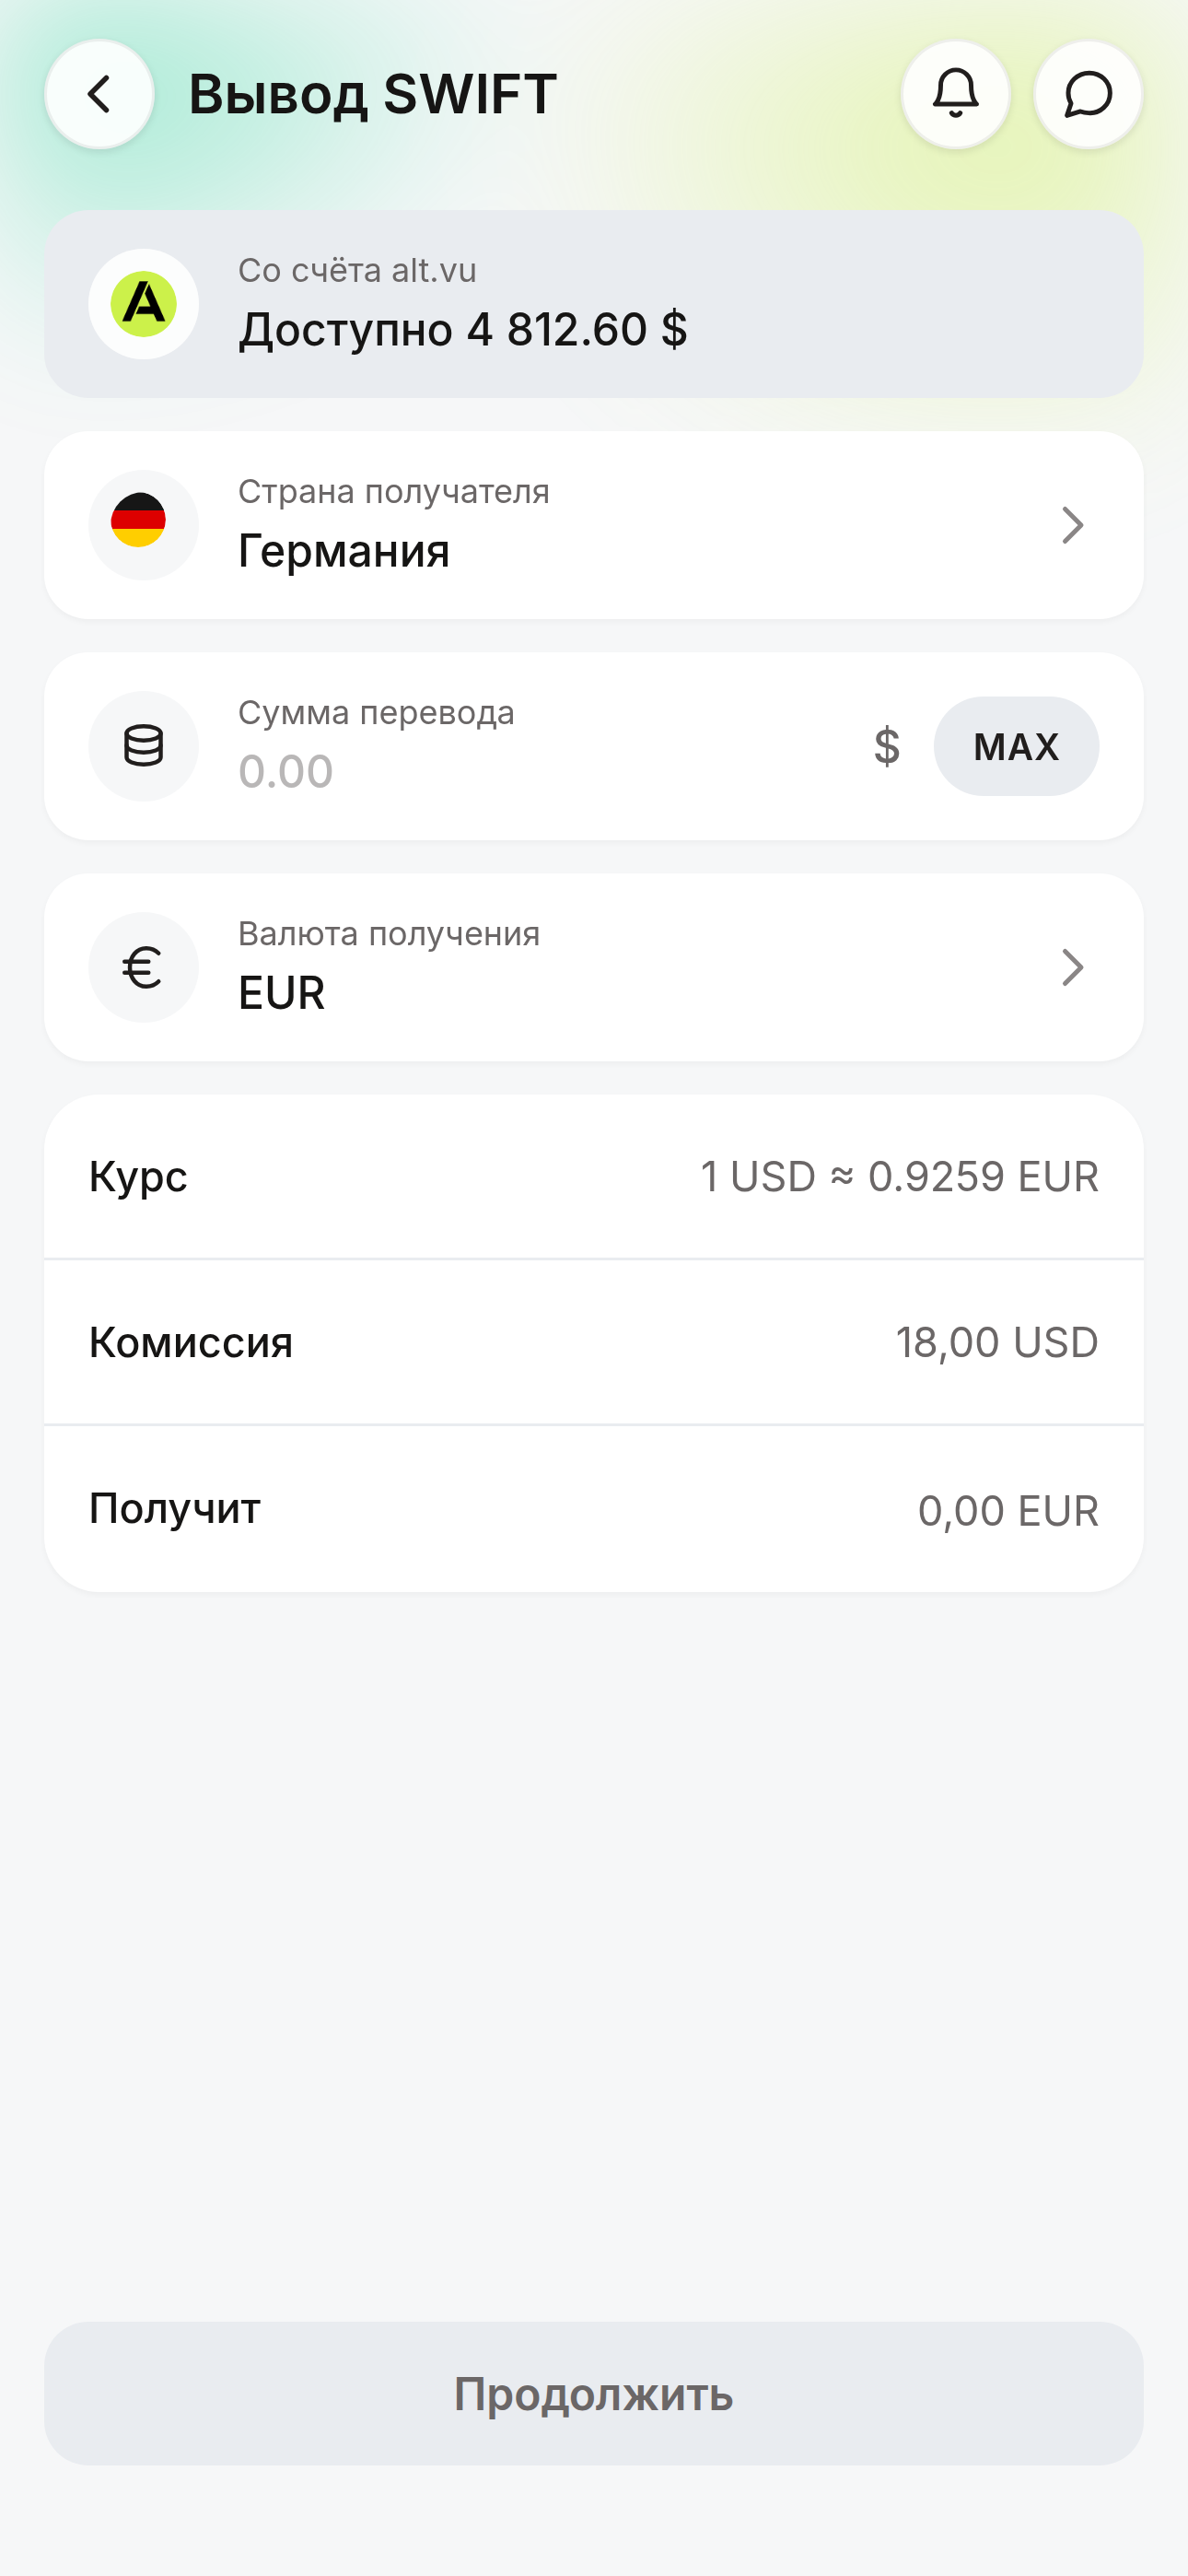 Вывод SWIFT
Со счёта alt.vu
Доступно 4 812.60 $
Страна получателя
Германия
Сумма перевода
0.00 $ MAX
Валюта получения
EUR
Курс 1 USD ≈ 0.9259 EUR
Комиссия 18,00 USD
Получит 0,00 EUR
Продолжить